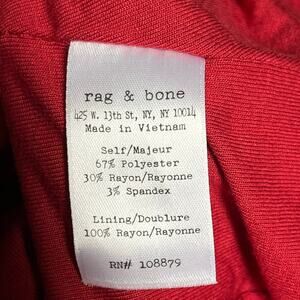 rag & bone
425 W. 13th St, NY, NY 10014
Made in Vietnam
Self/Majeur
67% Polyester
30% Rayon/Rayonne
3% Spandex
Lining/Doublure
100% Rayon/Rayonne
RN# 108879